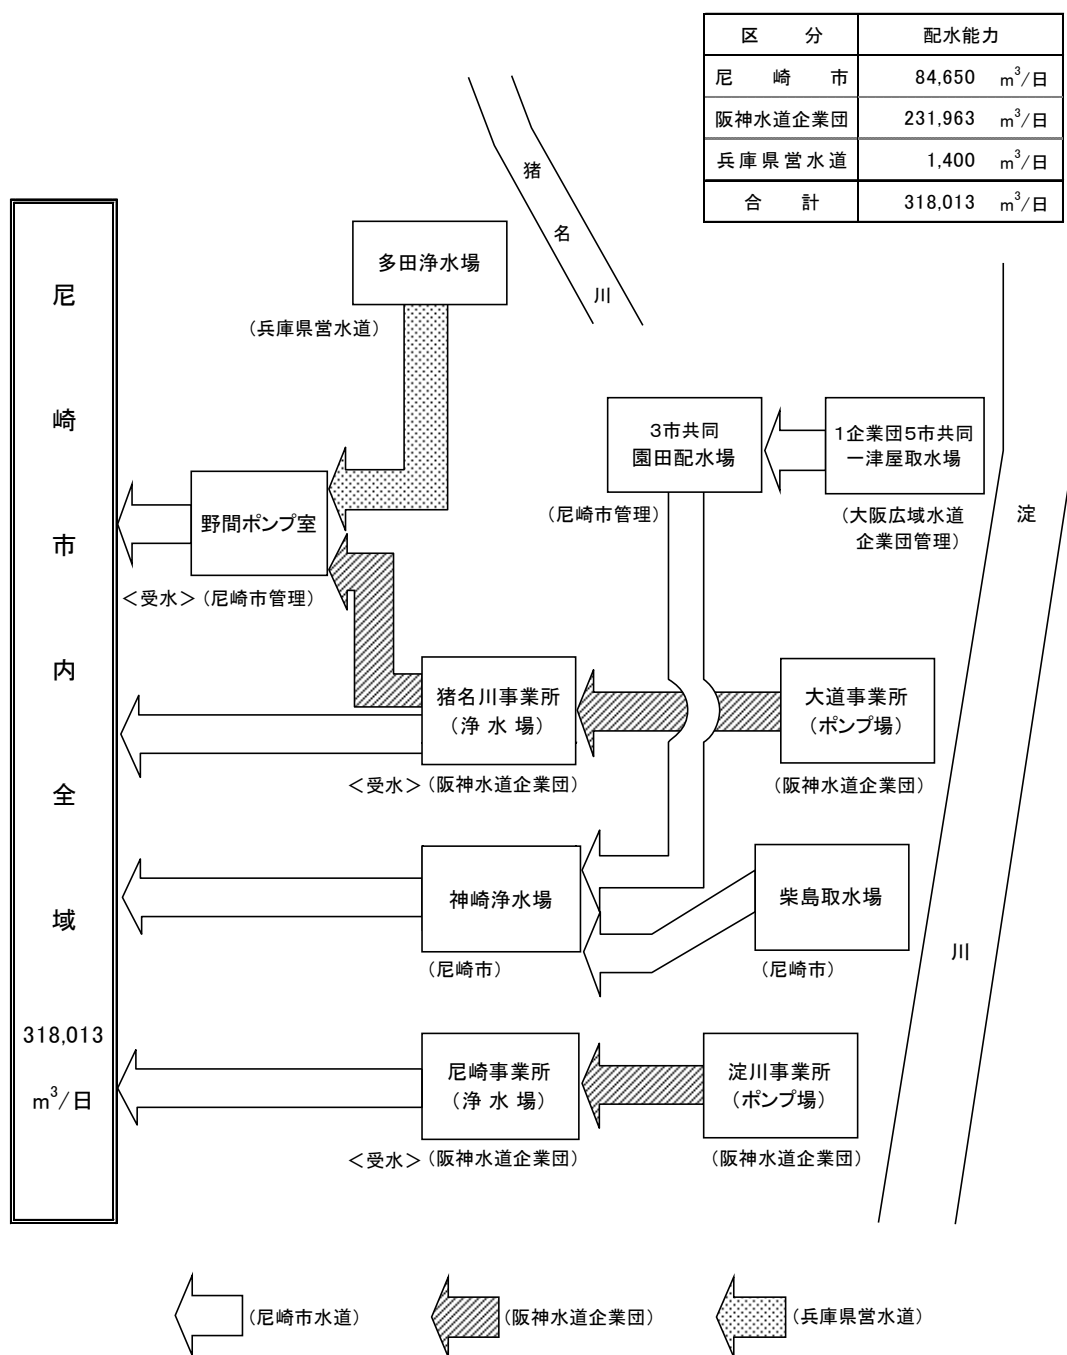 区 分 配水能力
尼 崎 市 84,650 m³/日
阪神水道企業団 231,963 m³/日
兵庫県営水道 1,400 m³/日
合 計 318,013 m³/日
猪名川
多田浄水場
(兵庫県営水道)
3市共同
園田配水場
(尼崎市管理)
1企業団5市共同
一津屋取水場
(大阪広域水道
企業団管理)
淀川
野間ポンプ室
<受水>(尼崎市管理)
猪名川事業所
(浄 水 場)
<受水>(阪神水道企業団)
大道事業所
(ポンプ場)
(阪神水道企業団)
神崎浄水場
(尼崎市)
柴島取水場
(尼崎市)
尼崎事業所
(浄 水 場)
<受水>(阪神水道企業団)
淀川事業所
(ポンプ場)
(阪神水道企業団)
尼崎市内全域
318,013
m³/日
(尼崎市水道)
(阪神水道企業団)
(兵庫県営水道)